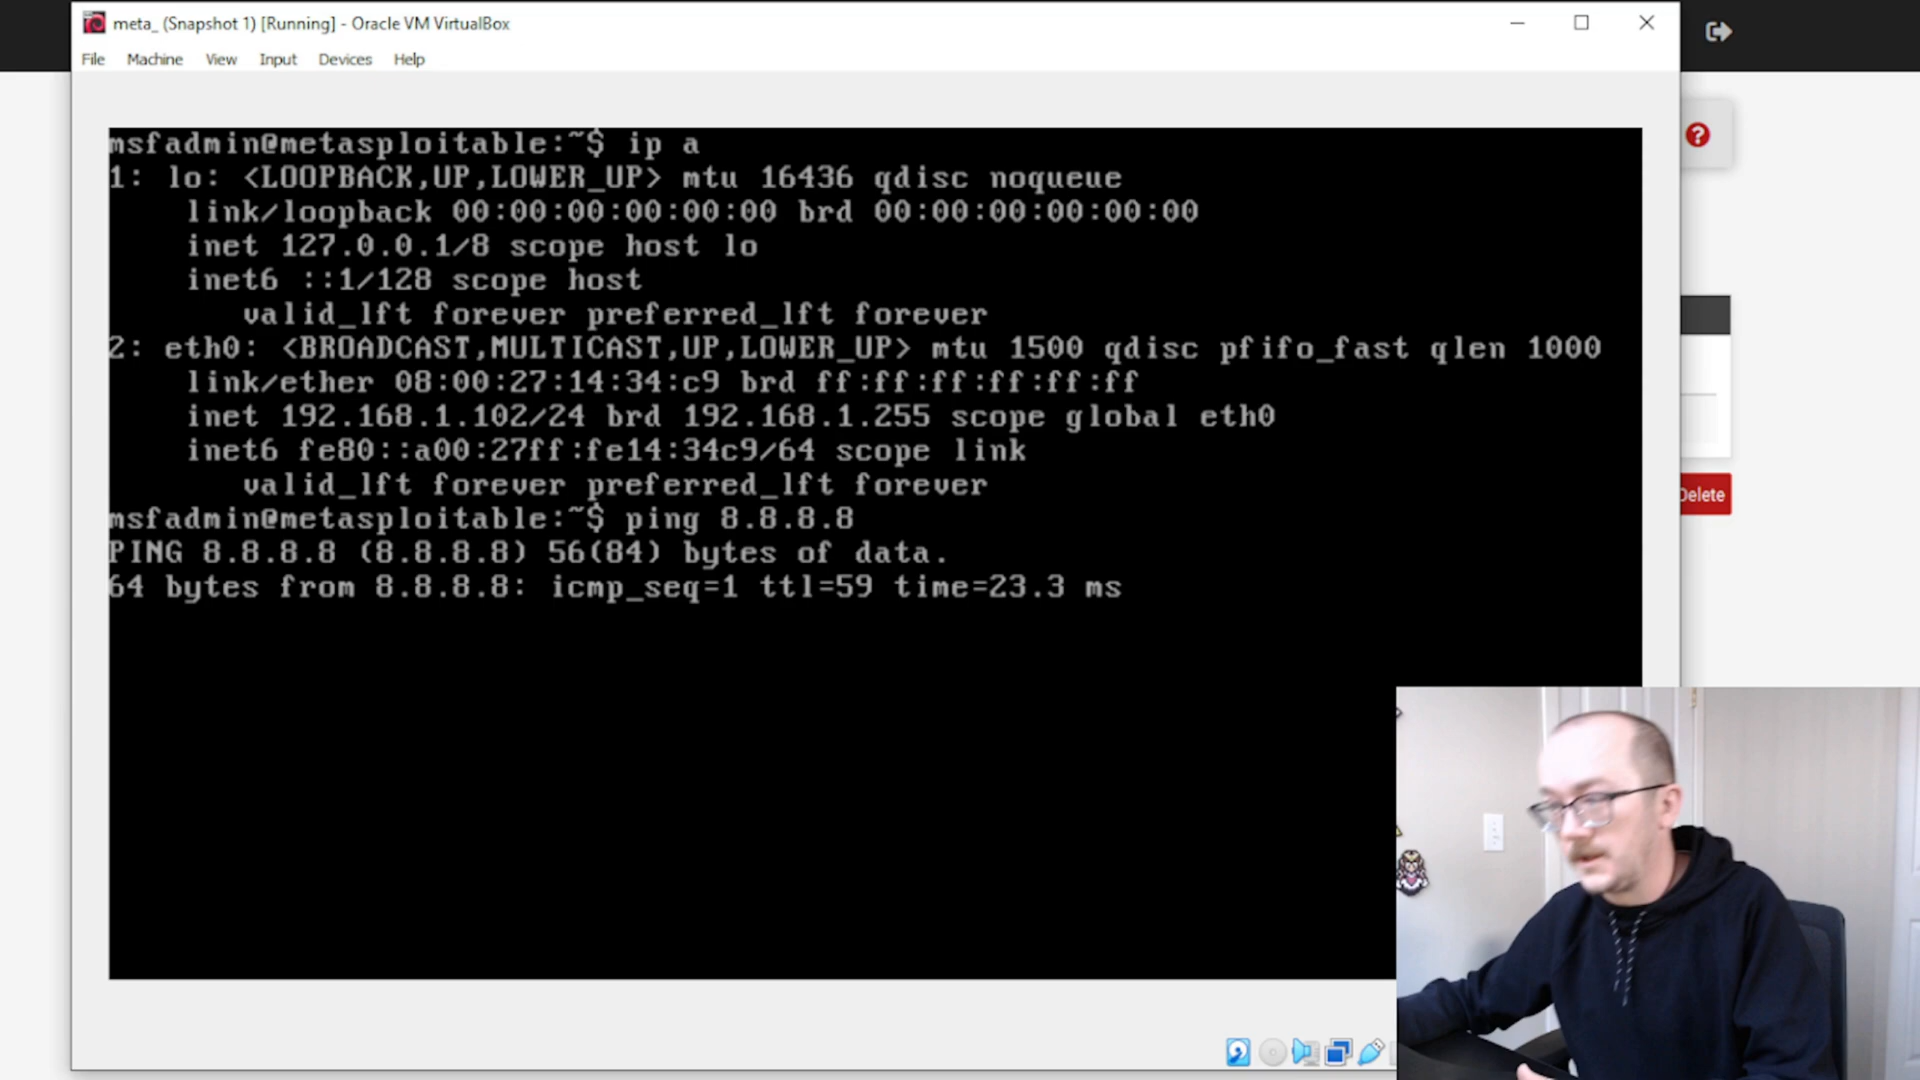 meta_ (Snapshot 1) [Running] - Oracle VM VirtualBox
File Machine View Input Devices Help
msfadmin@metasploitable:~$ ip a
1: lo: <LOOPBACK,UP,LOWER_UP> mtu 16436 qdisc noqueue
link/loopback 00:00:00:00:00:00 brd 00:00:00:00:00:00
inet 127.0.0.1/8 scope host lo
inet6 ::1/128 scope host
valid_lft forever preferred_lft forever
2: eth0: <BROADCAST,MULTICAST,UP,LOWER_UP> mtu 1500 qdisc pfifo_fast qlen 1000
link/ether 08:00:27:14:34:c9 brd ff:ff:ff:ff:ff:ff
inet 192.168.1.102/24 brd 192.168.1.255 scope global eth0
inet6 fe80::a00:27ff:fe14:34c9/64 scope link
valid_lft forever preferred_lft forever
msfadmin@metasploitable:~$ ping 8.8.8.8
PING 8.8.8.8 (8.8.8.8) 56(84) bytes of data.
64 bytes from 8.8.8.8: icmp_seq=1 ttl=59 time=23.3 ms
Delete